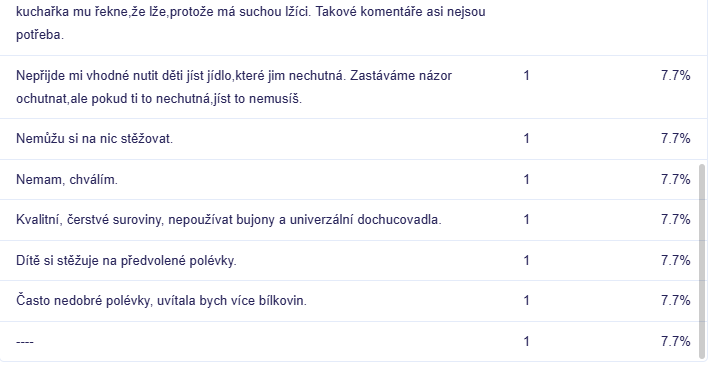 kuchařka mu řekne,že lže,protože má suchou lžíci. Takové komentáře asi nejsou
potřeba.
Nepřijde mi vhodné nutit děti jíst jídlo,které jim nechutná. Zastáváme názor 1 7.7%
ochutnat,ale pokud ti to nechutná,jíst to nemusíš.
Nemůžu si na nic stěžovat. 1 7.7%
Nemam, chválím. 1 7.7%
Kvalitní, čerstvé suroviny, nepoužívat bujony a univerzální dochucovadla. 1 7.7%
Dítě si stěžuje na předvolené polévky. 1 7.7%
Často nedobré polévky, uvítala bych více bílkovin. 1 7.7%
---- 1 7.7%